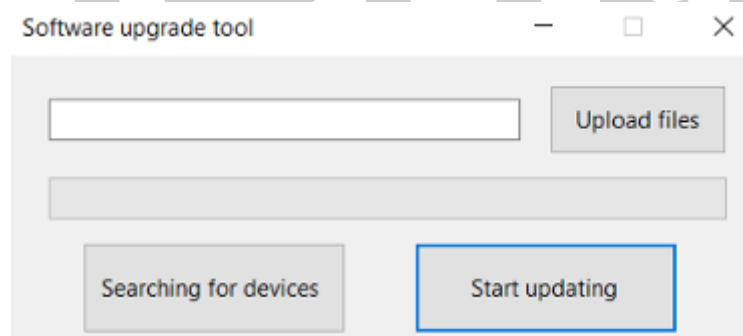 Software upgrade tool
Upload files
Searching for devices
Start updating